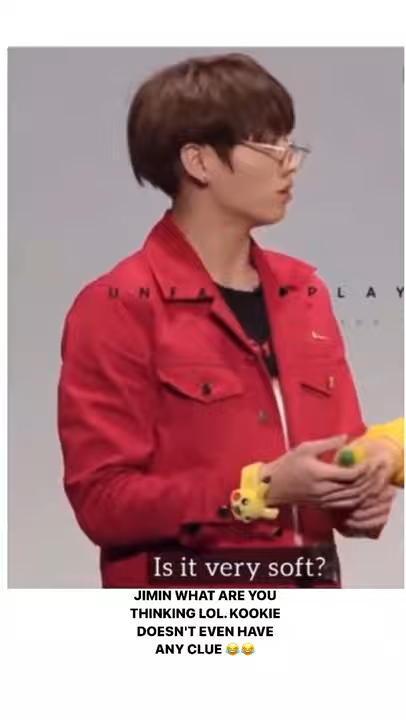 Is it very soft?
JIMIN WHAT ARE YOU
THINKING LOL. KOOKIE
DOESN'T EVEN HAVE
ANY CLUE 😂😂